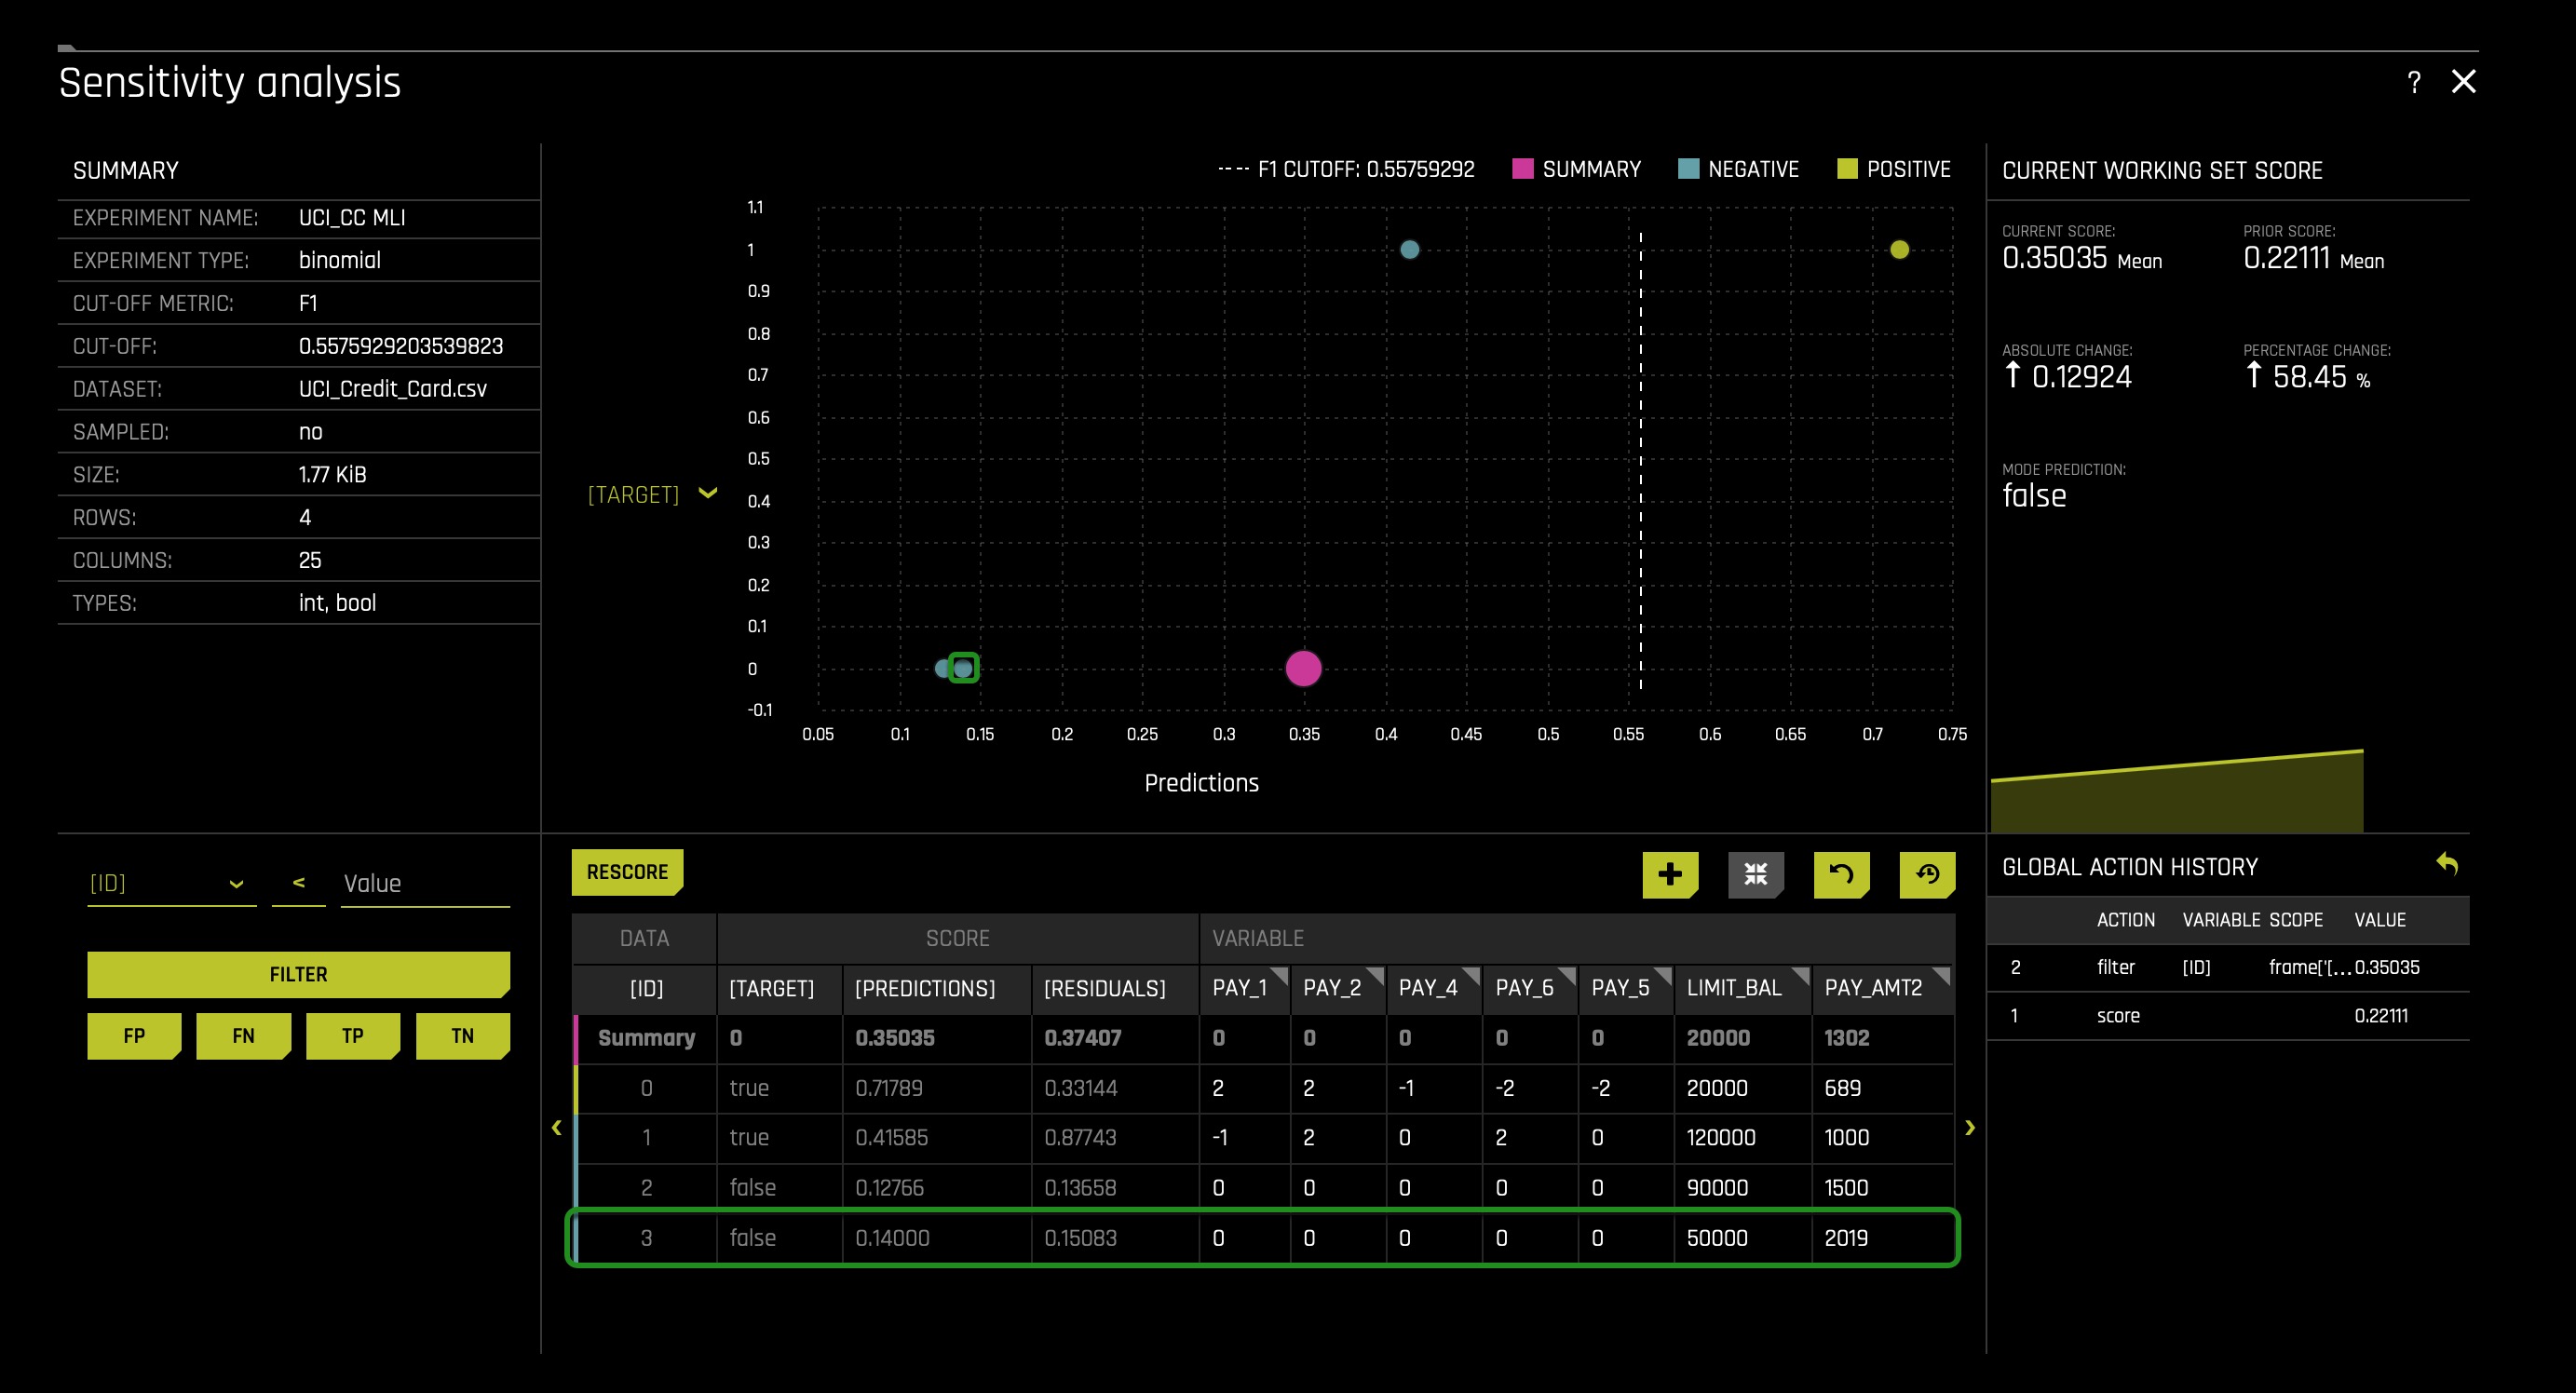 Sensitivity analysis
?
SUMMARY
EXPERIMENT NAME: UCI_CC MLI
EXPERIMENT TYPE: binomial
CUT-OFF METRIC: F1
CUT-OFF: 0.5575929203539823
DATASET: UCI_Credit_Card.csv
SAMPLED: no
SIZE: 1.77 KiB
ROWS: 4
COLUMNS: 25
TYPES: int, bool
F1 CUTOFF: 0.55759292 SUMMARY NEGATIVE POSITIVE
1.1
1
0.9
0.8
0.7
0.6
0.5
[TARGET]
0.4
0.3
0.2
0.1
0
-0.1
0.05 0.1 0.15 0.2 0.25 0.3 0.35 0.4 0.45 0.5 0.55 0.6 0.65 0.7 0.75
Predictions
CURRENT WORKING SET SCORE
CURRENT SCORE: PRIOR SCORE:
0.35035 Mean 0.22111 Mean
ABSOLUTE CHANGE: PERCENTAGE CHANGE:
↑ 0.12924 ↑ 58.45 %
MODE PREDICTION:
false
[ID] < Value
FILTER
FP FN TP TN
RESCORE
DATA SCORE VARIABLE
[ID] [TARGET] [PREDICTIONS] [RESIDUALS] PAY_1 PAY_2 PAY_4 PAY_6 PAY_5 LIMIT_BAL PAY_AMT2
Summary 0 0.35035 0.37407 0 0 0 0 0 20000 1302
0 true 0.71789 0.33144 2 2 -1 -2 -2 20000 689
1 true 0.41585 0.87743 -1 2 0 2 0 120000 1000
2 false 0.12766 0.13658 0 0 0 0 0 90000 1500
3 false 0.14000 0.15083 0 0 0 0 0 50000 2019
GLOBAL ACTION HISTORY
ACTION VARIABLE SCOPE VALUE
2 filter [ID] frame['[... 0.35035
1 score 0.22111